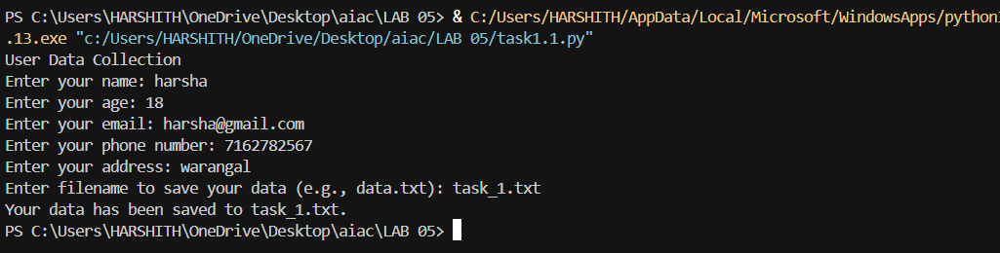 PS C:\Users\HARSHITH\OneDrive\Desktop\aiac\LAB 05> & C:/Users/HARSHITH/AppData/Local/Microsoft/WindowsApps/python
.13.exe "c:/Users/HARSHITH/OneDrive/Desktop/aiac/LAB 05/task1.1.py"
User Data Collection
Enter your name: harsha
Enter your age: 18
Enter your email: harsha@gmail.com
Enter your phone number: 7162782567
Enter your address: warangal
Enter filename to save your data (e.g., data.txt): task_1.txt
Your data has been saved to task_1.txt.
PS C:\Users\HARSHITH\OneDrive\Desktop\aiac\LAB 05>